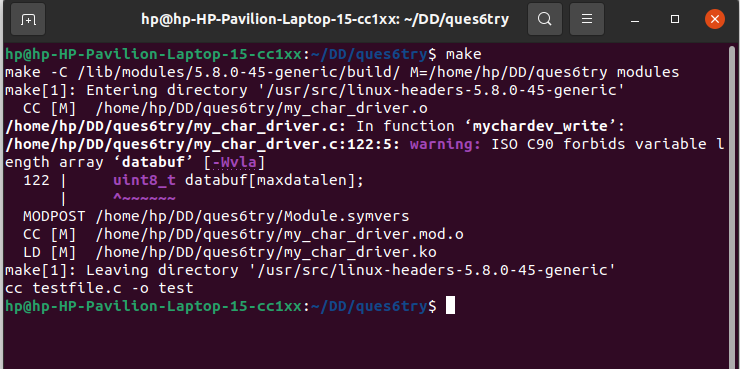 hp@hp-HP-Pavilion-Laptop-15-cc1xx: ~/DD/ques6try
hp@hp-HP-Pavilion-Laptop-15-cc1xx:~/DD/ques6try$ make
make -C /lib/modules/5.8.0-45-generic/build/ M=/home/hp/DD/ques6try modules
make[1]: Entering directory '/usr/src/linux-headers-5.8.0-45-generic'
  CC [M]  /home/hp/DD/ques6try/my_char_driver.o
/home/hp/DD/ques6try/my_char_driver.c: In function ‘mychardev_write’:
/home/hp/DD/ques6try/my_char_driver.c:122:5: warning: ISO C90 forbids variable l
ength array ‘databuf’ [-Wvla]
  122 |     uint8_t databuf[maxdatalen];
      |     ^~~~~~~
  MODPOST /home/hp/DD/ques6try/Module.symvers
  CC [M]  /home/hp/DD/ques6try/my_char_driver.mod.o
  LD [M]  /home/hp/DD/ques6try/my_char_driver.ko
make[1]: Leaving directory '/usr/src/linux-headers-5.8.0-45-generic'
cc testfile.c -o test
hp@hp-HP-Pavilion-Laptop-15-cc1xx:~/DD/ques6try$